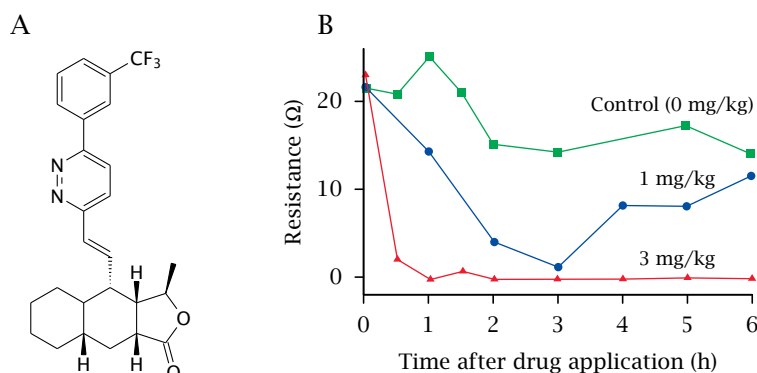 A
CF3
N
N
H
O
H
H
O
B
Resistance (Ω)
20
10
0
Control (0 mg/kg)
1 mg/kg
3 mg/kg
0 1 2 3 4 5 6
Time after drug application (h)